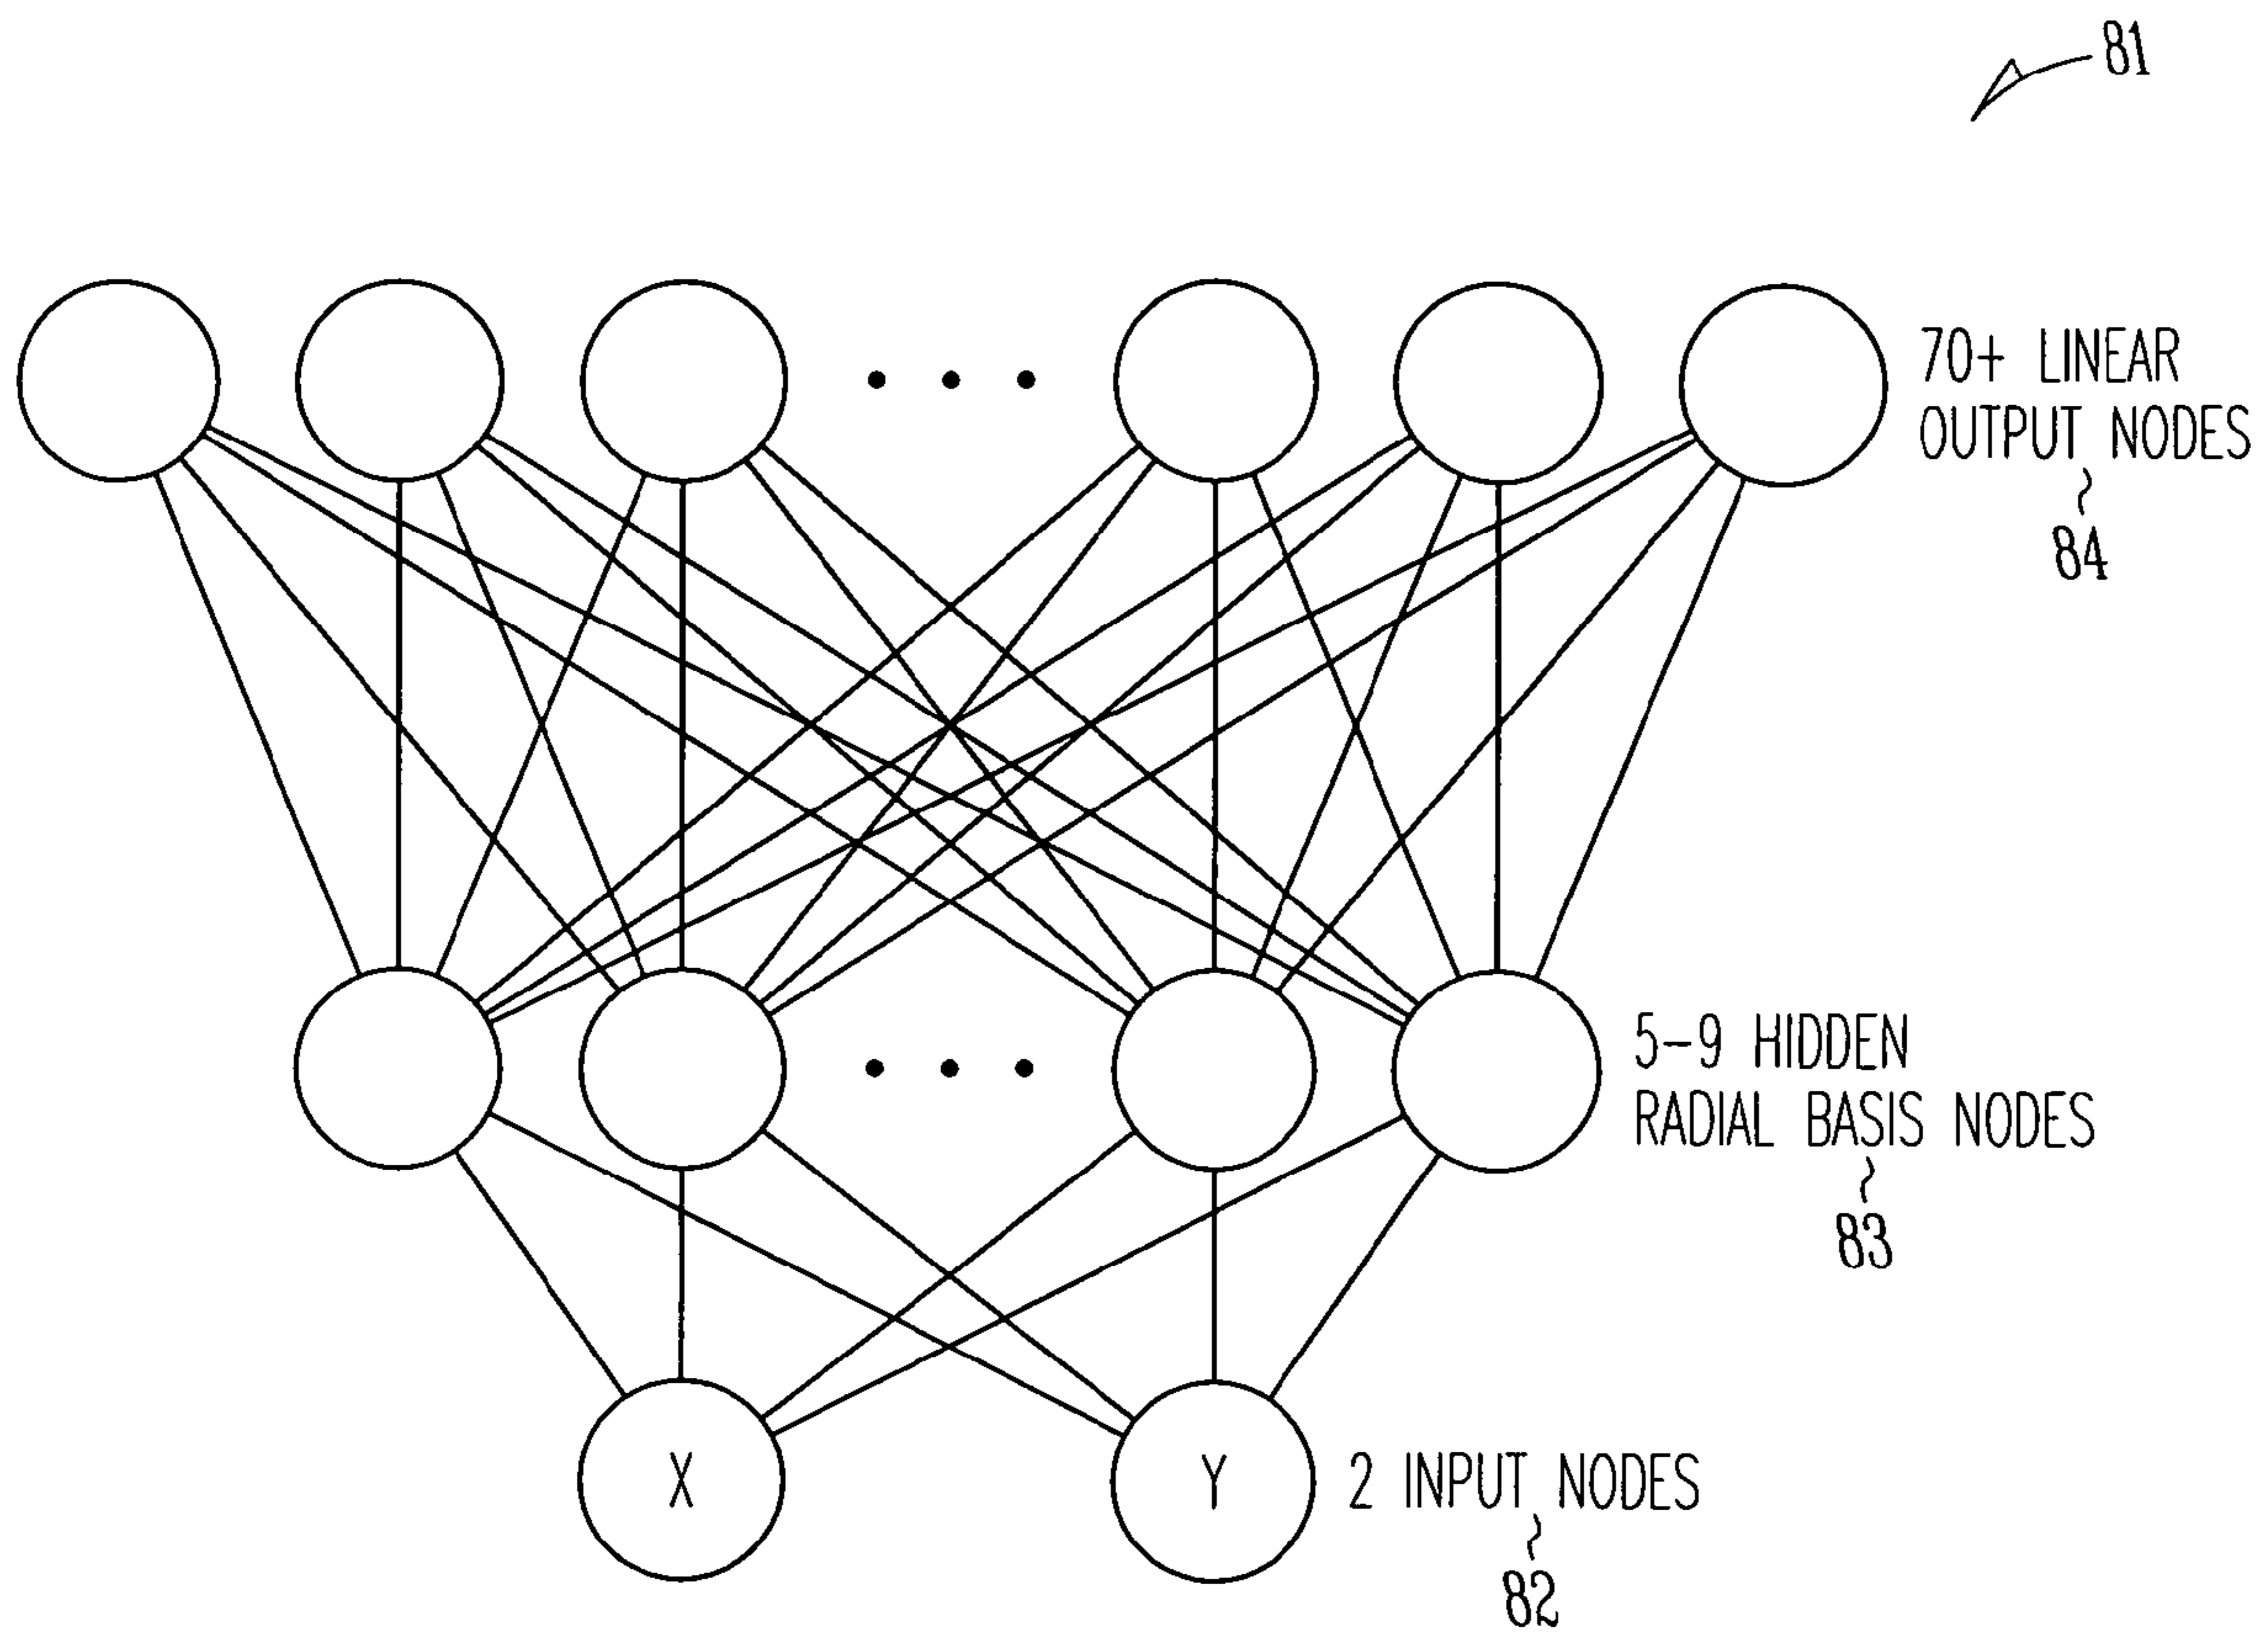 81
70+ LINEAR
OUTPUT NODES
84
5-9 HIDDEN
RADIAL BASIS NODES
83
X
Y
2 INPUT NODES
82